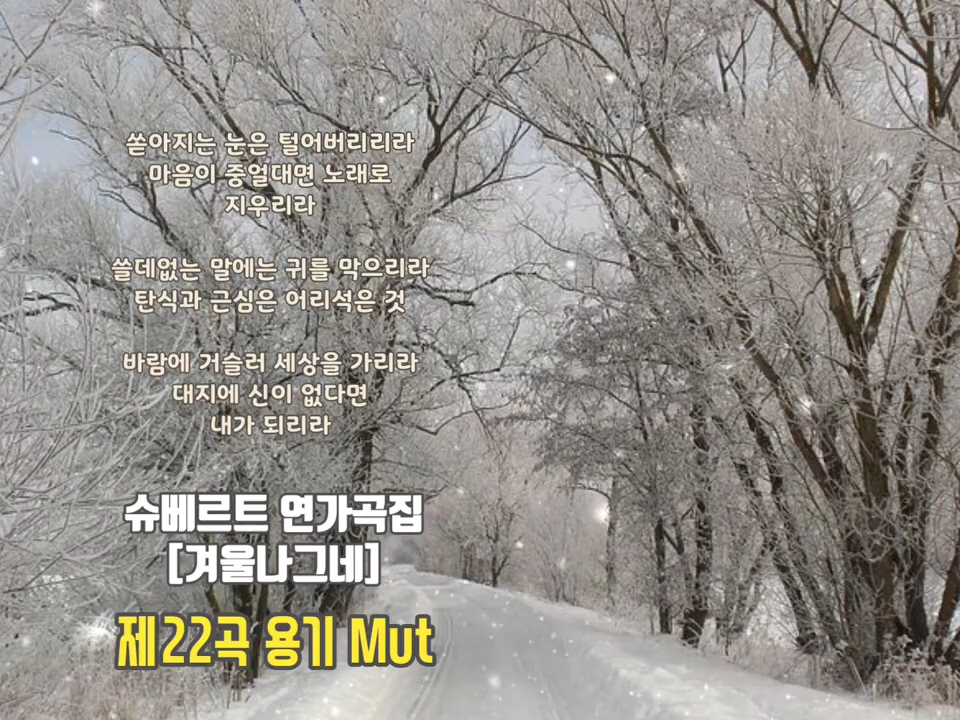 쏟아지는 눈은 털어버리리라
마음이 중얼대면 노래로
지우리라
쓸데없는 말에는 귀를 막으리라
탄식과 근심은 어리석은 것
바람에 거슬러 세상을 가리라
대지에 신이 없다면
내가 되리라
슈베르트 연가곡집
[겨울나그네]
제22곡 용기 Mut